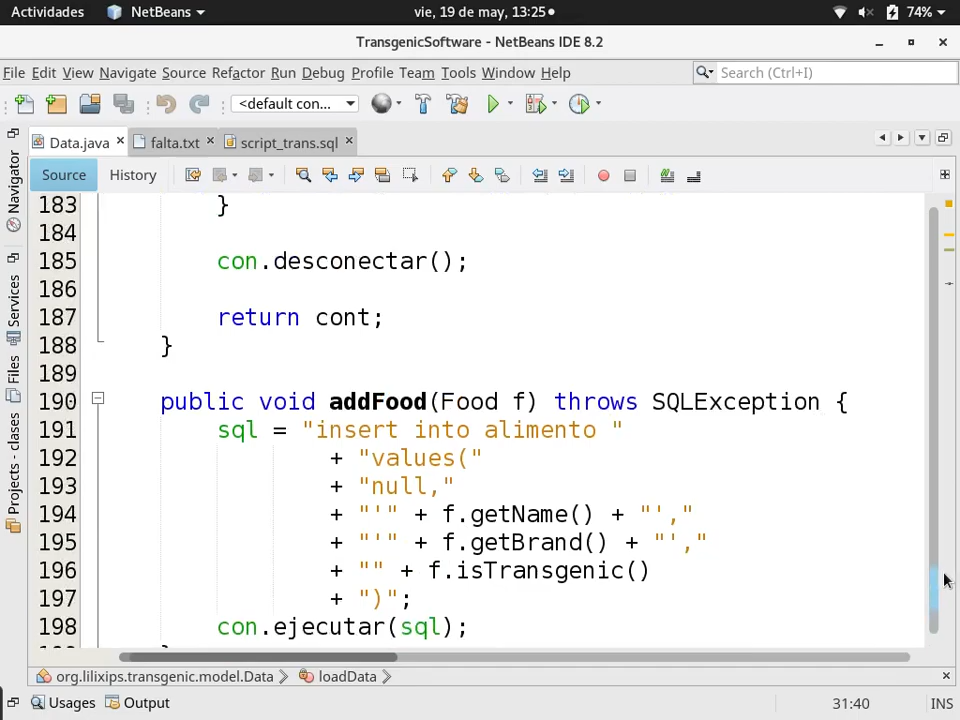 Actividades NetBeans vie, 19 de may, 13:25 74%
TransgenicSoftware - NetBeans IDE 8.2
File Edit View Navigate Source Refactor Run Debug Profile Team Tools Window Help Search (Ctrl+I)
<default con...
Data.java falta.txt script_trans.sql
Source History
Navigator
Services
Files
Projects - clases
183 }
184
185 con.desconectar();
186
187 return cont;
188 }
189
190 public void addFood(Food f) throws SQLException {
191 sql = "insert into alimento "
192 + "values("
193 + "null,"
194 + "'" + f.getName() + "',"
195 + "'" + f.getBrand() + "',"
196 + "" + f.isTransgenic()
197 + ")";
198 con.ejecutar(sql);
org.lilixips.transgenic.model.Data loadData
Usages Output 31:40 INS